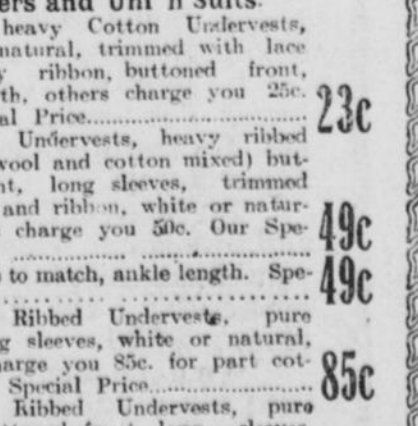 ers and Uni n Suits.
heavy Cotton Undervests,
natural, trimmed with lace
y ribbon, buttoned front,
th, others charge you 25c.
al Price.............................. 23c
Undervests, heavy ribbed
wool and cotton mixed) but-
nt, long sleeves, trimmed
and ribbon, white or natur-
charge you 50c. Our Spe-
.......................................... 49c
to match, ankle length. Spe-
.......................................... 49c
Ribbed Undervests, pure
g sleeves, white or natural,
arge you 85c. for part cot-
Special Price...................... 85c
Ribbed Undervests, pure